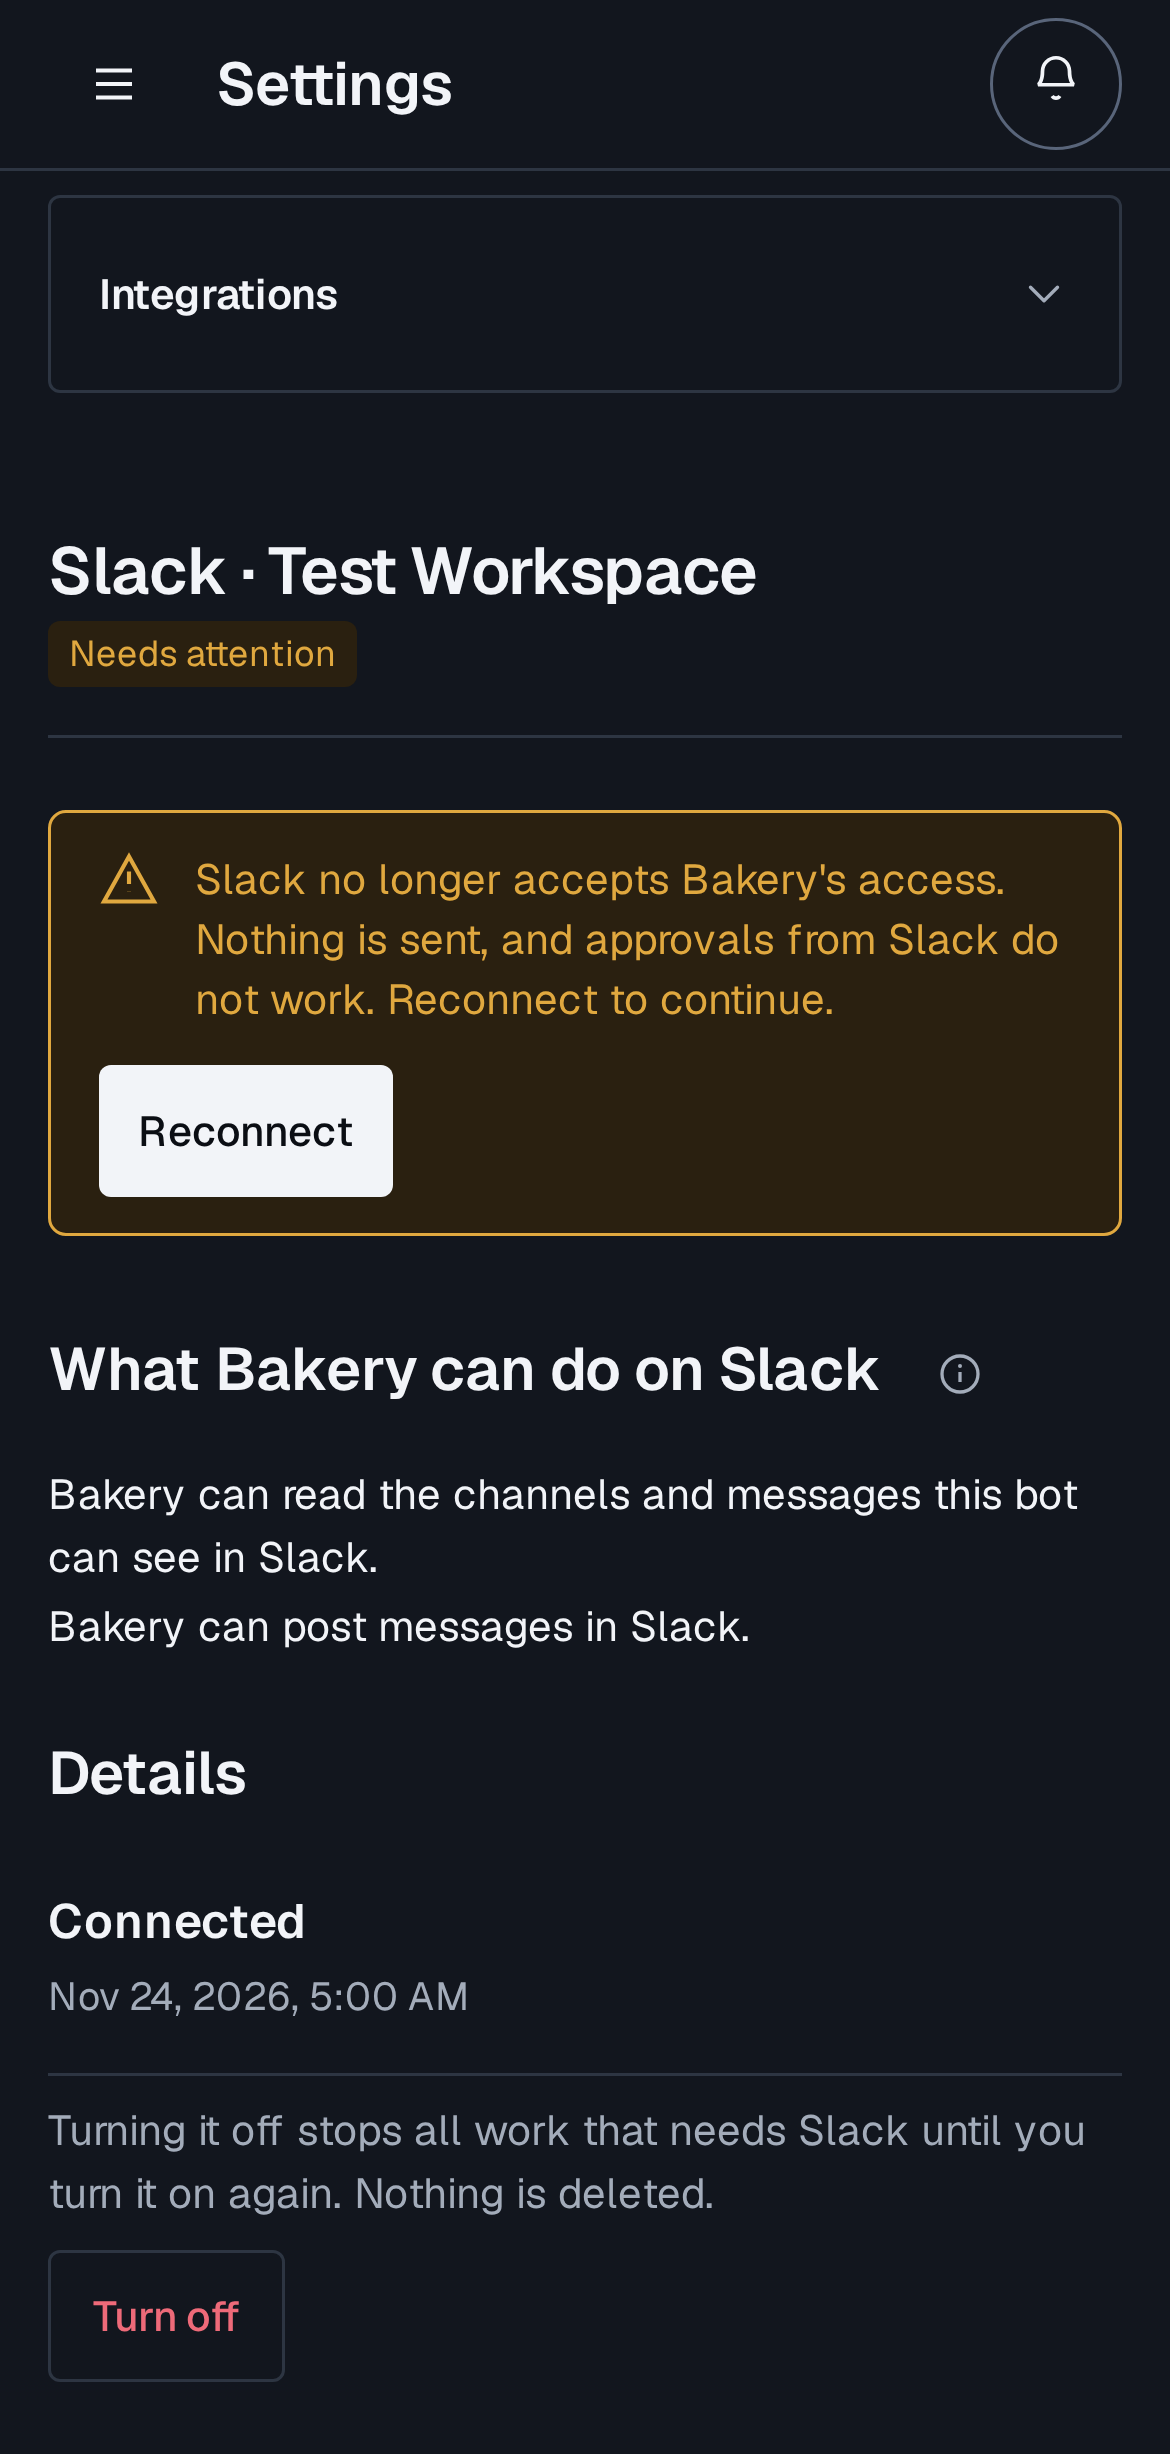 Settings
Integrations
Slack · Test Workspace
Needs attention
Slack no longer accepts Bakery's access.
Nothing is sent, and approvals from Slack do
not work. Reconnect to continue.
Reconnect
What Bakery can do on Slack
Bakery can read the channels and messages this bot
can see in Slack.
Bakery can post messages in Slack.
Details
Connected
Nov 24, 2026, 5:00 AM
Turning it off stops all work that needs Slack until you
turn it on again. Nothing is deleted.
Turn off